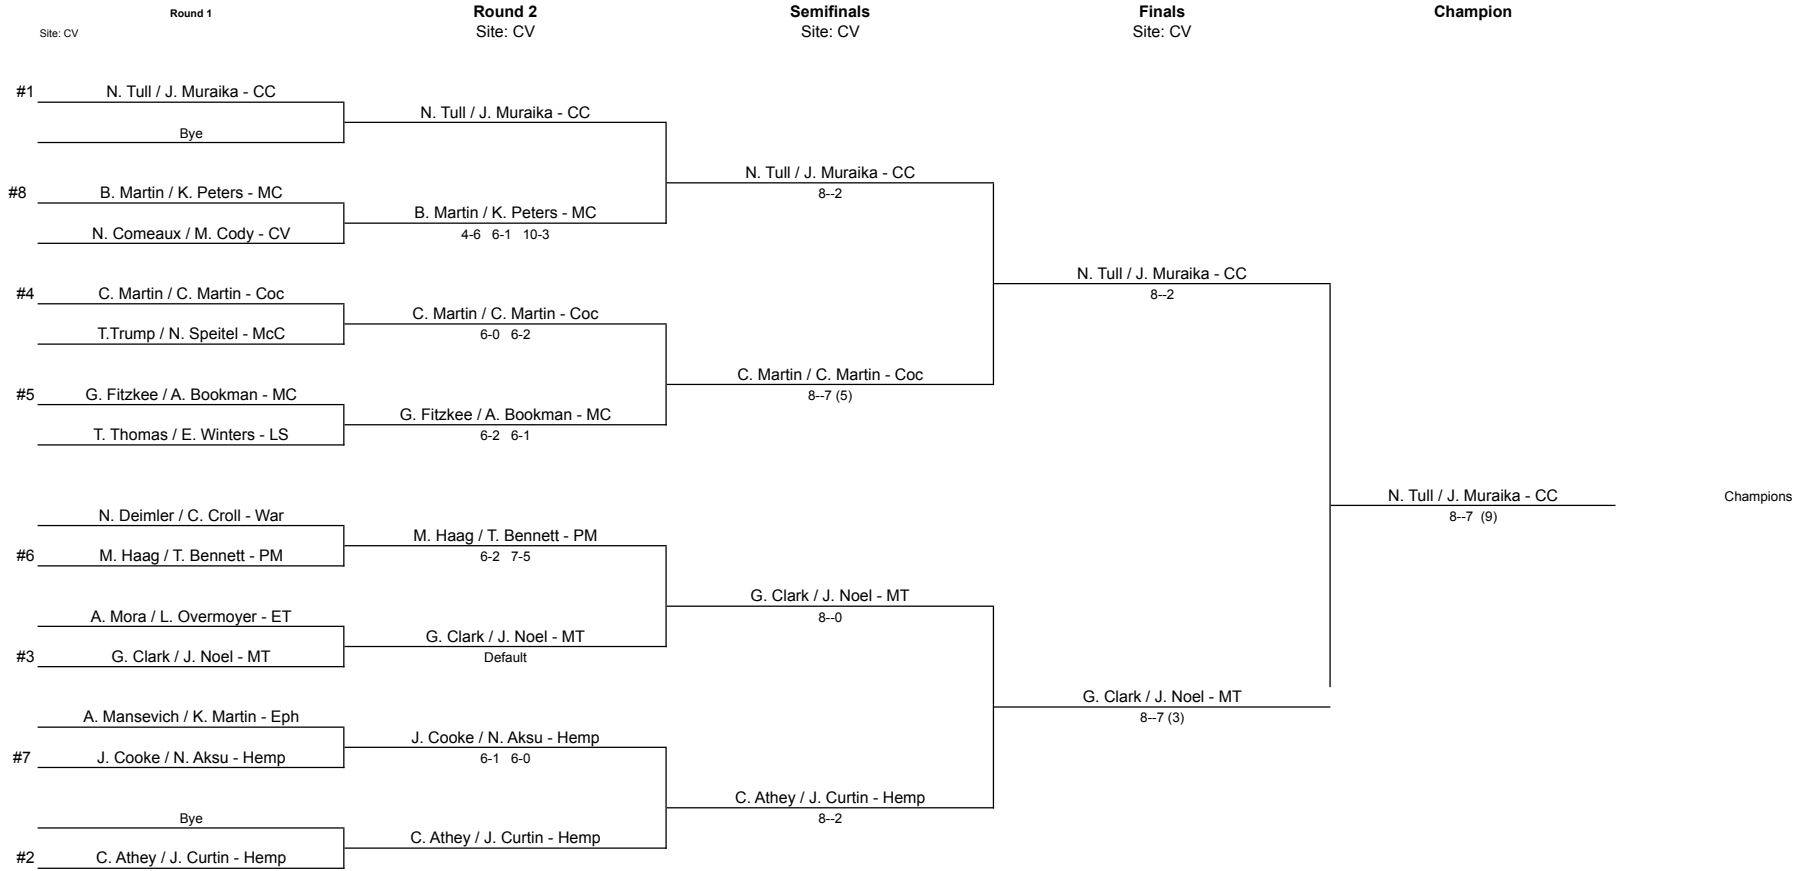 Round 1
Round 2
Semifinals
Finals
Champion
Site: CV
Site: CV
Site: CV
Site: CV
#1
N. Tull / J. Muraika - CC
Bye
#8
B. Martin / K. Peters - MC
N. Comeaux / M. Cody - CV
#4
C. Martin / C. Martin - Coc
T.Trump / N. Speitel - McC
#5
G. Fitzkee / A. Bookman - MC
T. Thomas / E. Winters - LS
N. Deimler / C. Croll - War
#6
M. Haag / T. Bennett - PM
A. Mora / L. Overmoyer - ET
#3
G. Clark / J. Noel - MT
A. Mansevich / K. Martin - Eph
#7
J. Cooke / N. Aksu - Hemp
Bye
#2
C. Athey / J. Curtin - Hemp
N. Tull / J. Muraika - CC
B. Martin / K. Peters - MC
4-6 6-1 10-3
C. Martin / C. Martin - Coc
6-0 6-2
G. Fitzkee / A. Bookman - MC
6-2 6-1
M. Haag / T. Bennett - PM
6-2 7-5
G. Clark / J. Noel - MT
Default
J. Cooke / N. Aksu - Hemp
6-1 6-0
C. Athey / J. Curtin - Hemp
N. Tull / J. Muraika - CC
8--2
C. Martin / C. Martin - Coc
8--7 (5)
G. Clark / J. Noel - MT
8--0
C. Athey / J. Curtin - Hemp
8--2
N. Tull / J. Muraika - CC
8--2
G. Clark / J. Noel - MT
8--7 (3)
N. Tull / J. Muraika - CC
8--7 (9)
Champions